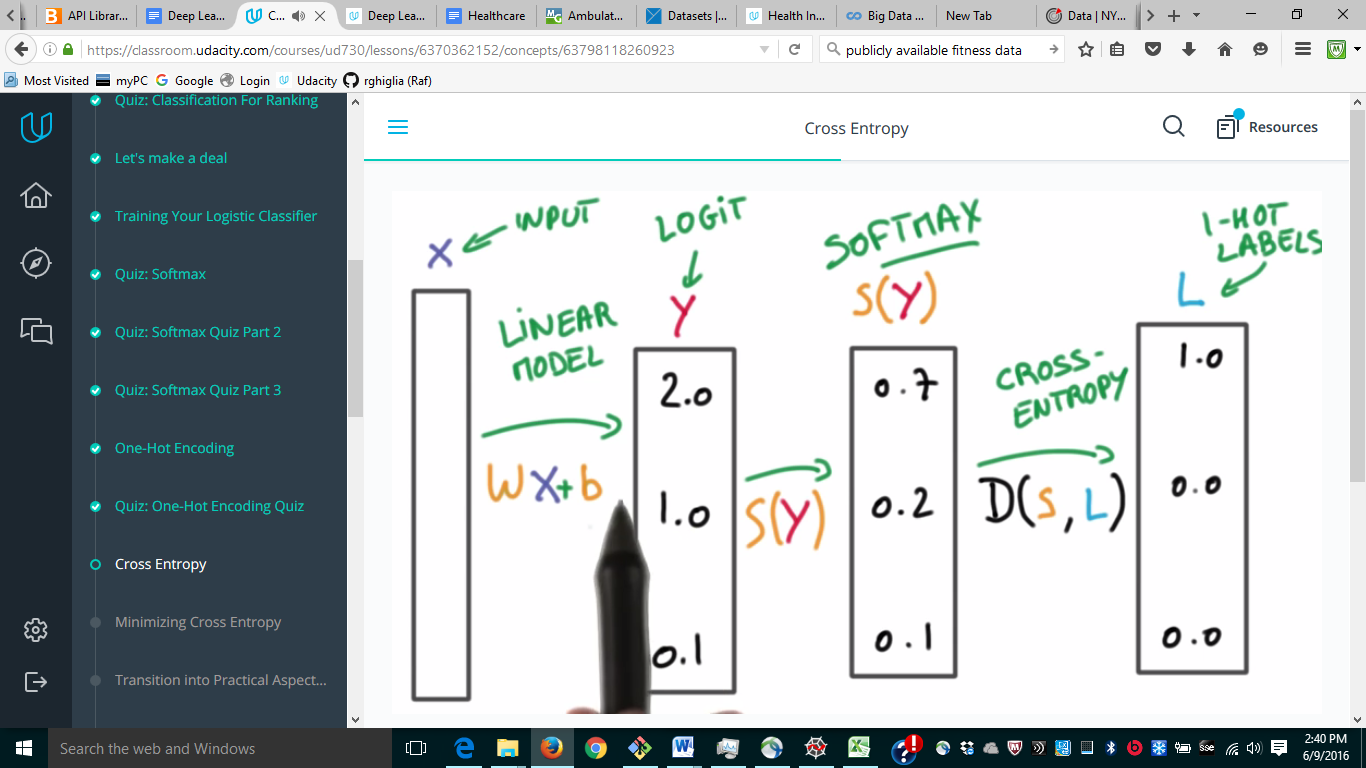 API Librar...
Deep Lea...
C...
Deep Lea...
Healthcare
Ambulat...
Datasets |...
Health In...
Big Data ...
New Tab
Data | NY...
https://classroom.udacity.com/courses/ud730/lessons/6370362152/concepts/63798118260923
publicly available fitness data
Most Visited
myPC
Google
Login
Udacity
rghiglia (Raf)
Quiz: Classification For Ranking
Let's make a deal
Training Your Logistic Classifier
Quiz: Softmax
Quiz: Softmax Quiz Part 2
Quiz: Softmax Quiz Part 3
One-Hot Encoding
Quiz: One-Hot Encoding Quiz
Cross Entropy
Minimizing Cross Entropy
Transition into Practical Aspect...
Cross Entropy
Resources
INPUT
X
LINEAR
MODEL
WX+b
LOGIT
Y
2.0
1.0
0.1
S(Y)
SOFTMAX
S(Y)
0.7
0.2
0.1
CROSS-
ENTROPY
D(S,L)
1-HOT
LABELS
L
1.0
0.0
0.0
Search the web and Windows
2:40 PM
6/9/2016